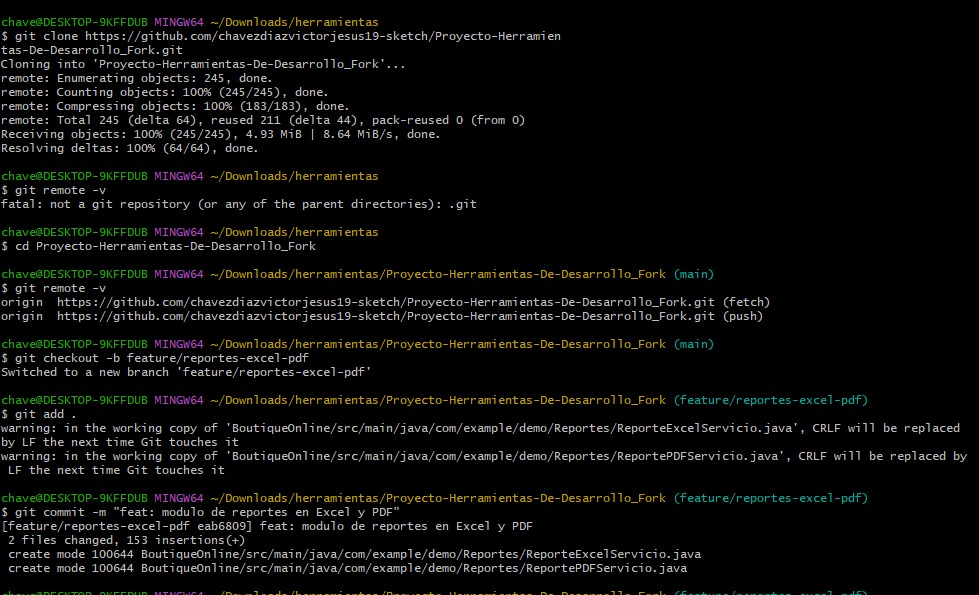 chave@DESKTOP-9KFFDUB MINGW64 ~/Downloads/herramientas
$ git clone https://github.com/chavezdiazvictorjesus19-sketch/Proyecto-Herramien
tas-De-Desarrollo_Fork.git
Cloning into 'Proyecto-Herramientas-De-Desarrollo_Fork'...
remote: Enumerating objects: 245, done.
remote: Counting objects: 100% (245/245), done.
remote: Compressing objects: 100% (183/183), done.
remote: Total 245 (delta 64), reused 211 (delta 44), pack-reused 0 (from 0)
Receiving objects: 100% (245/245), 4.93 MiB | 8.64 MiB/s, done.
Resolving deltas: 100% (64/64), done.
chave@DESKTOP-9KFFDUB MINGW64 ~/Downloads/herramientas
$ git remote -v
fatal: not a git repository (or any of the parent directories): .git
chave@DESKTOP-9KFFDUB MINGW64 ~/Downloads/herramientas
$ cd Proyecto-Herramientas-De-Desarrollo_Fork
chave@DESKTOP-9KFFDUB MINGW64 ~/Downloads/herramientas/Proyecto-Herramientas-De-Desarrollo_Fork (main)
$ git remote -v
origin  https://github.com/chavezdiazvictorjesus19-sketch/Proyecto-Herramientas-De-Desarrollo_Fork.git (fetch)
origin  https://github.com/chavezdiazvictorjesus19-sketch/Proyecto-Herramientas-De-Desarrollo_Fork.git (push)
chave@DESKTOP-9KFFDUB MINGW64 ~/Downloads/herramientas/Proyecto-Herramientas-De-Desarrollo_Fork (main)
$ git checkout -b feature/reportes-excel-pdf
Switched to a new branch 'feature/reportes-excel-pdf'
chave@DESKTOP-9KFFDUB MINGW64 ~/Downloads/herramientas/Proyecto-Herramientas-De-Desarrollo_Fork (feature/reportes-excel-pdf)
$ git add .
warning: in the working copy of 'BoutiqueOnline/src/main/java/com/example/demo/Reportes/ReporteExcelServicio.java', CRLF will be replaced
by LF the next time Git touches it
warning: in the working copy of 'BoutiqueOnline/src/main/java/com/example/demo/Reportes/ReportePDFServicio.java', CRLF will be replaced by
 LF the next time Git touches it
chave@DESKTOP-9KFFDUB MINGW64 ~/Downloads/herramientas/Proyecto-Herramientas-De-Desarrollo_Fork (feature/reportes-excel-pdf)
$ git commit -m "feat: modulo de reportes en Excel y PDF"
[feature/reportes-excel-pdf eab6809] feat: modulo de reportes en Excel y PDF
 2 files changed, 153 insertions(+)
 create mode 100644 BoutiqueOnline/src/main/java/com/example/demo/Reportes/ReporteExcelServicio.java
 create mode 100644 BoutiqueOnline/src/main/java/com/example/demo/Reportes/ReportePDFServicio.java